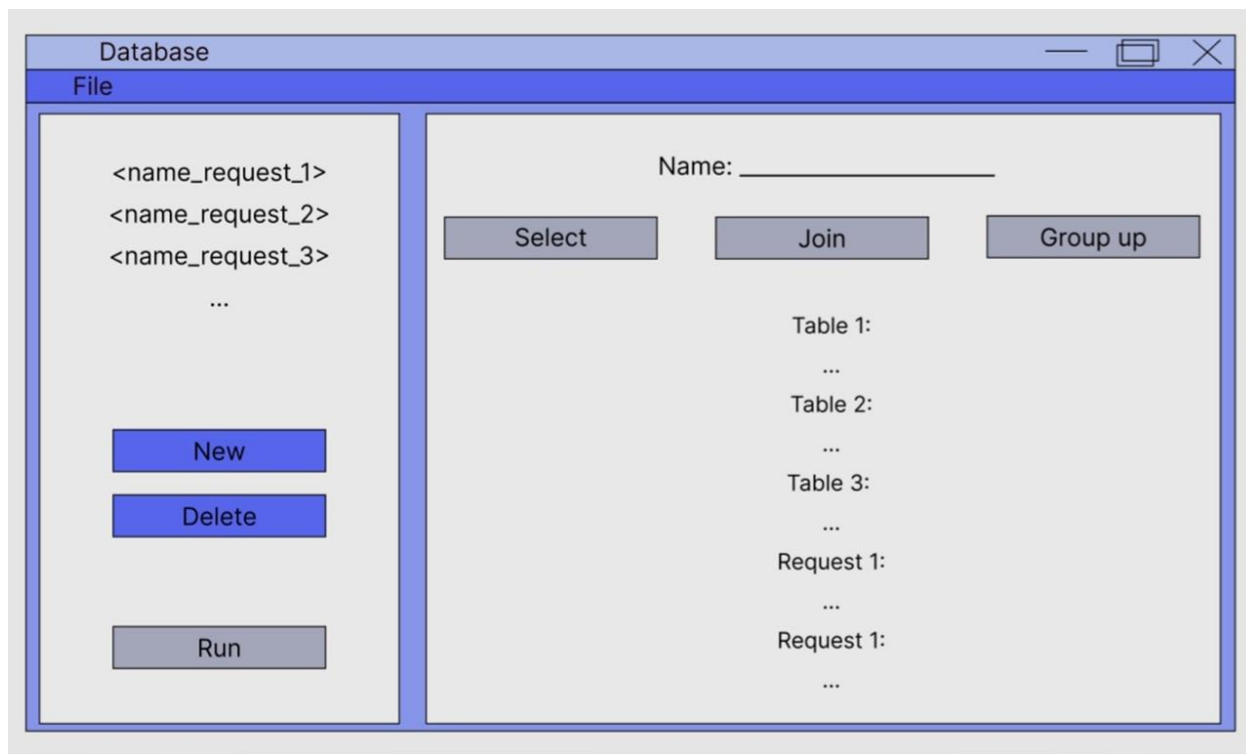 Database
File
<name_request_1>
<name_request_2>
<name_request_3>
...
New
Delete
Run
Name: ____________________
Select
Join
Group up
Table 1:
...
Table 2:
...
Table 3:
...
Request 1:
...
Request 1:
...